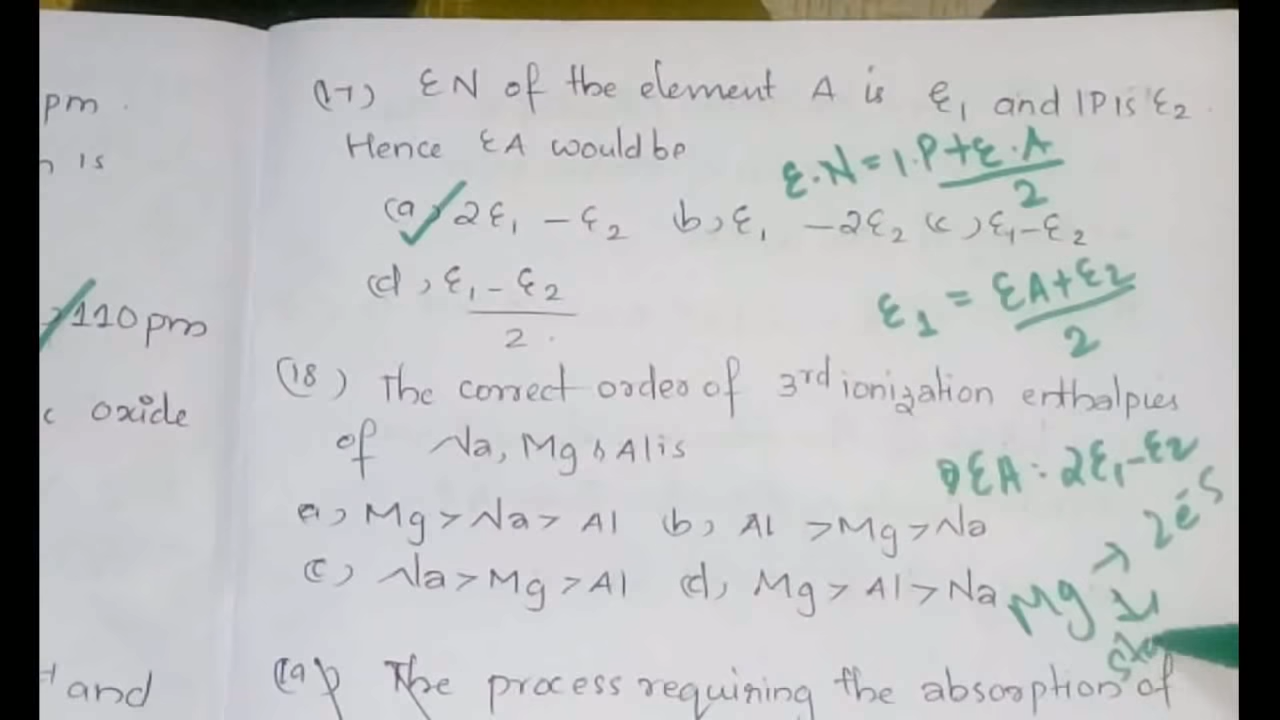 pm.
is
110 pm
oxide
and
(17) EN of the element A is ε1 and IP is ε2.
Hence EA would be
ε.N = I.P + ε.A / 2
(a) 2ε1 - ε2 (b) ε1 - 2ε2 (c) ε1 - ε2
(d) ε1 - ε2 / 2.
ε1 = εA + ε2 / 2
(18) The correct order of 3rd ionization enthalpies
of Na, Mg & Al is
εA = 2ε1 - ε2
a) Mg > Na > Al (b) Al > Mg > Na
(c) Na > Mg > Al (d) Mg > Al > Na
2e-s
Mg
(19) The process requiring the absorption of